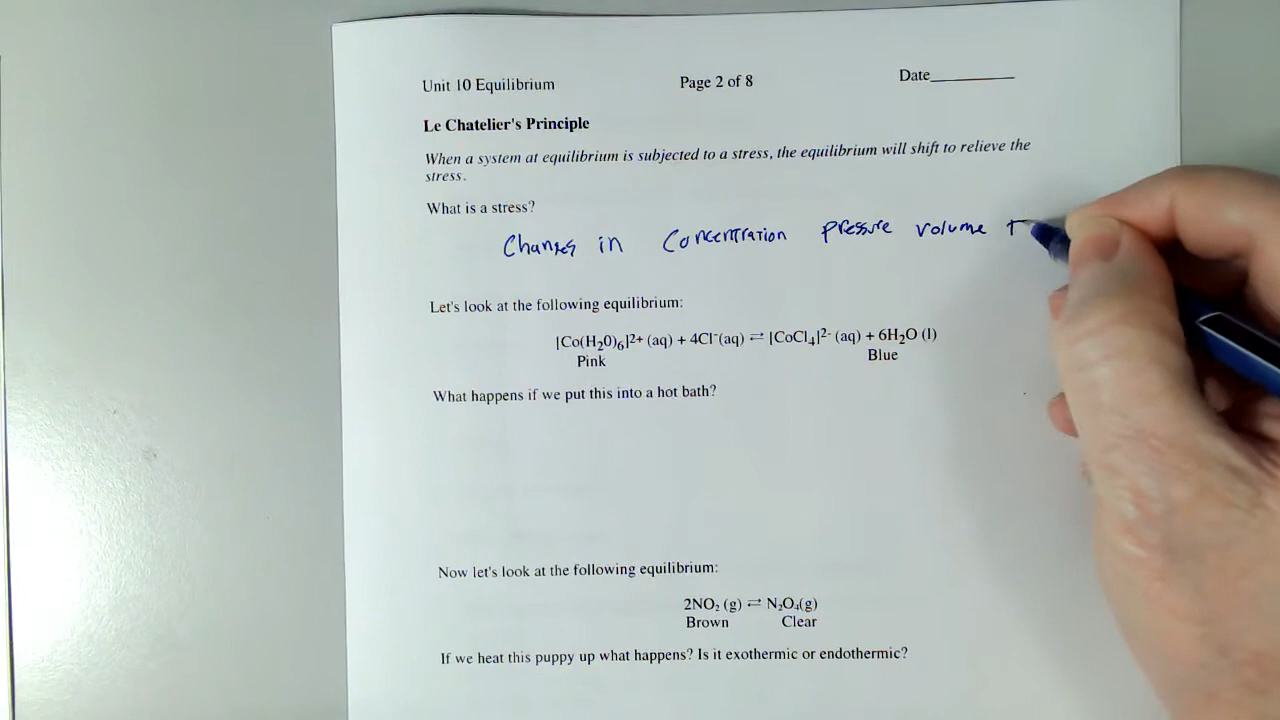 Unit 10 Equilibrium Page 2 of 8 Date__________
Le Chatelier's Principle
When a system at equilibrium is subjected to a stress, the equilibrium will shift to relieve the
stress.
What is a stress?
Changes in Concentration pressure volume t
Let's look at the following equilibrium:
[Co(H₂0)₆]²⁺ (aq) + 4Cl⁻(aq) ⇌ [CoCl₄]²⁻ (aq) + 6H₂O (l)
Pink Blue
What happens if we put this into a hot bath?
Now let's look at the following equilibrium:
2NO₂ (g) ⇌ N₂O₄(g)
Brown Clear
If we heat this puppy up what happens? Is it exothermic or endothermic?